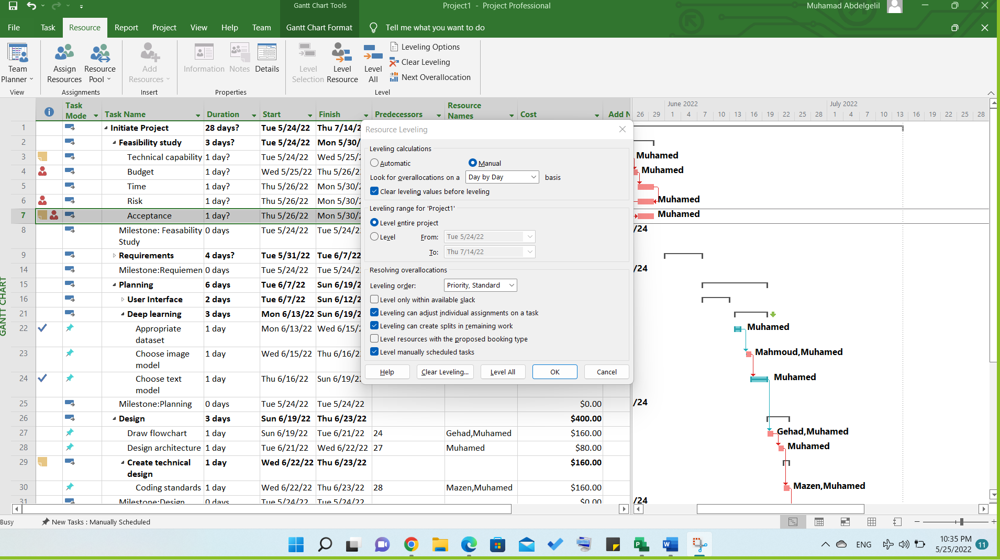 Gantt Chart Tools
Project1 - Project Professional
Muhamad Abdelgelil
File Task Resource Report Project View Help Team Gantt Chart Format Tell me what you want to do
Team Planner
Assign Resources
Resource Pool
Add Resources
Information
Notes
Details
Level Selection
Level Resource
Level All
Leveling Options
Clear Leveling
Next Overallocation
View Assignments Insert Properties Level
Task Mode Task Name Duration Start Finish Predecessors Resource Names Cost Add N
June 2022 July 2022
26 29 1 4 7 10 13 16 19 22 25 28 1 4 7 10 13 16 19 22 25 28
1 Initiate Project 28 days? Tue 5/24/22 Thu 7/14/2
2 Feasibility study 3 days? Tue 5/24/22 Mon 5/30/
3 Technical capability 1 day? Tue 5/24/22 Wed 5/25/ Muhamed
4 Budget 1 day? Wed 5/25/22 Thu 5/26/2 Muhamed
5 Time 1 day? Thu 5/26/22 Mon 5/30/
6 Risk 1 day? Thu 5/26/22 Mon 5/30/ Muhamed
7 Acceptance 1 day? Thu 5/26/22 Mon 5/30/ Muhamed
8 Milestone: Feasability Study 0 days Tue 5/24/22 Tue 5/24/2 /24
9 Requirements 4 days? Tue 5/31/22 Tue 6/7/22
14 Milestone:Requiemen 0 days Tue 5/24/22 Tue 5/24/2 /24
15 Planning 6 days Tue 6/7/22 Sun 6/19/2
16 User Interface 2 days Tue 6/7/22 Sun 6/12/2
21 Deep learning 3 days Mon 6/13/22 Sun 6/19/2
22 Appropriate dataset 1 day Mon 6/13/22 Wed 6/15/ Muhamed
23 Choose image model 1 day Wed 6/15/22 Thu 6/16/2 Mahmoud,Muhamed
24 Choose text model 1 day Thu 6/16/22 Sun 6/19/2 Muhamed
25 Milestone:Planning 0 days Tue 5/24/22 Tue 5/24/22 $0.00 /24
26 Design 3 days Sun 6/19/22 Thu 6/23/22 $400.00
27 Draw flowchart 1 day Sun 6/19/22 Tue 6/21/22 24 Gehad,Muhamed $160.00 Gehad,Muhamed
28 Design architecture 1 day Tue 6/21/22 Wed 6/22/22 27 Muhamed $80.00 Muhamed
29 Create technical design 1 day Wed 6/22/22 Thu 6/23/22 $160.00
30 Coding standards 1 day Wed 6/22/22 Thu 6/23/22 28 Mazen,Muhamed $160.00 Mazen,Muhamed
31 Milestone:Design 0 days Tue 5/24/22 Tue 5/24/22 $0.00 /24
GANTT CHART
Resource Leveling
Leveling calculations
Automatic Manual
Look for overallocations on a Day by Day basis
Clear leveling values before leveling
Leveling range for 'Project1'
Level entire project
Level From: Tue 5/24/22
To: Thu 7/14/22
Resolving overallocations
Leveling order: Priority, Standard
Level only within available slack
Leveling can adjust individual assignments on a task
Leveling can create splits in remaining work
Level resources with the proposed booking type
Level manually scheduled tasks
Help Clear Leveling... Level All OK Cancel
Busy New Tasks : Manually Scheduled
ENG
10:35 PM
5/25/2022
11